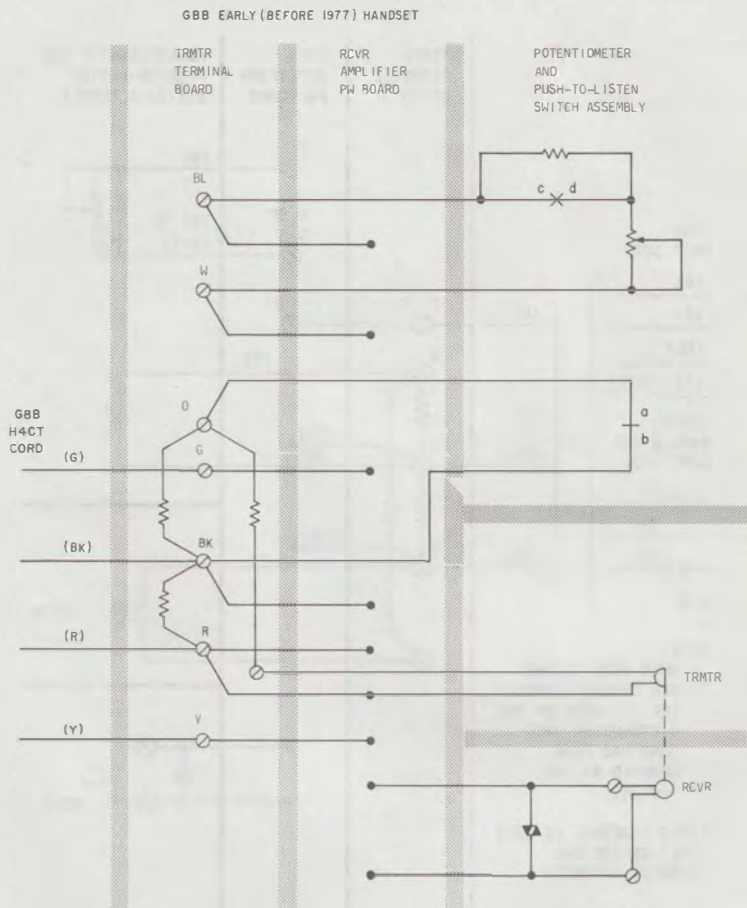 G8B EARLY (BEFORE 1977) HANDSET
TRMTR
TERMINAL
BOARD
RCVR
AMPLIFIER
PW BOARD
POTENTIOMETER
AND
PUSH-TO-LISTEN
SWITCH ASSEMBLY
BL
c d
W
O
a
b
G8B
H4CT
CORD
(G)
G
(BK)
BK
(R)
R
TRMTR
(Y)
Y
RCVR